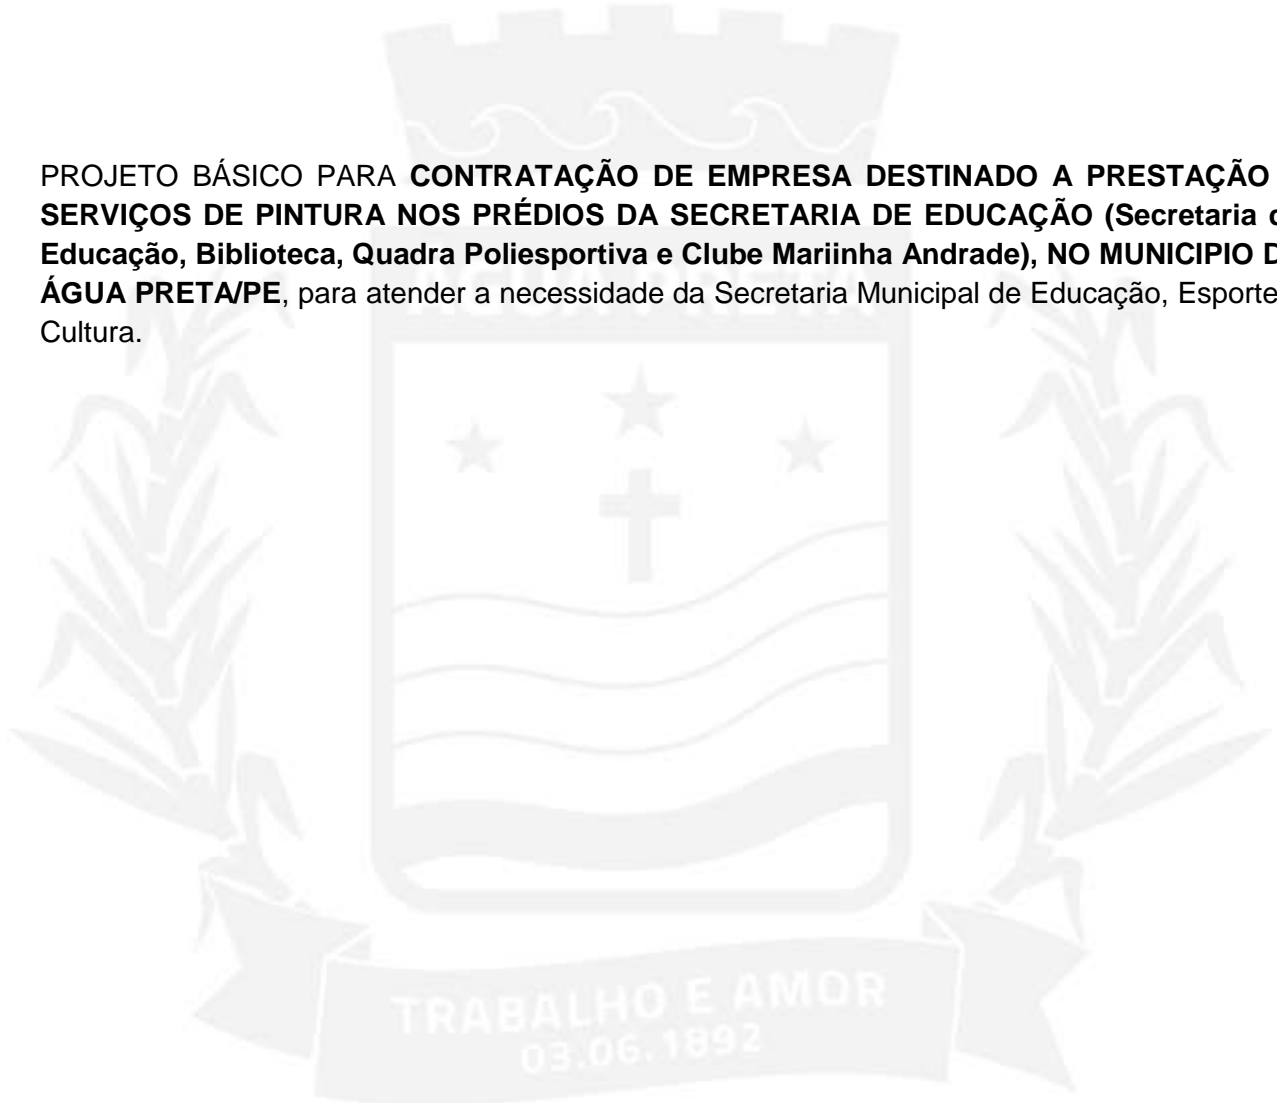 PROJETO BÁSICO PARA CONTRATAÇÃO DE EMPRESA DESTINADO A PRESTAÇÃO
SERVIÇOS DE PINTURA NOS PRÉDIOS DA SECRETARIA DE EDUCAÇÃO (Secretaria
Educação, Biblioteca, Quadra Poliesportiva e Clube Mariinha Andrade), NO MUNICIPIO
ÁGUA PRETA/PE, para atender a necessidade da Secretaria Municipal de Educação, Esporte
Cultura.
ÁGUA PRETA
TRABALHO E AMOR
03.06.1892